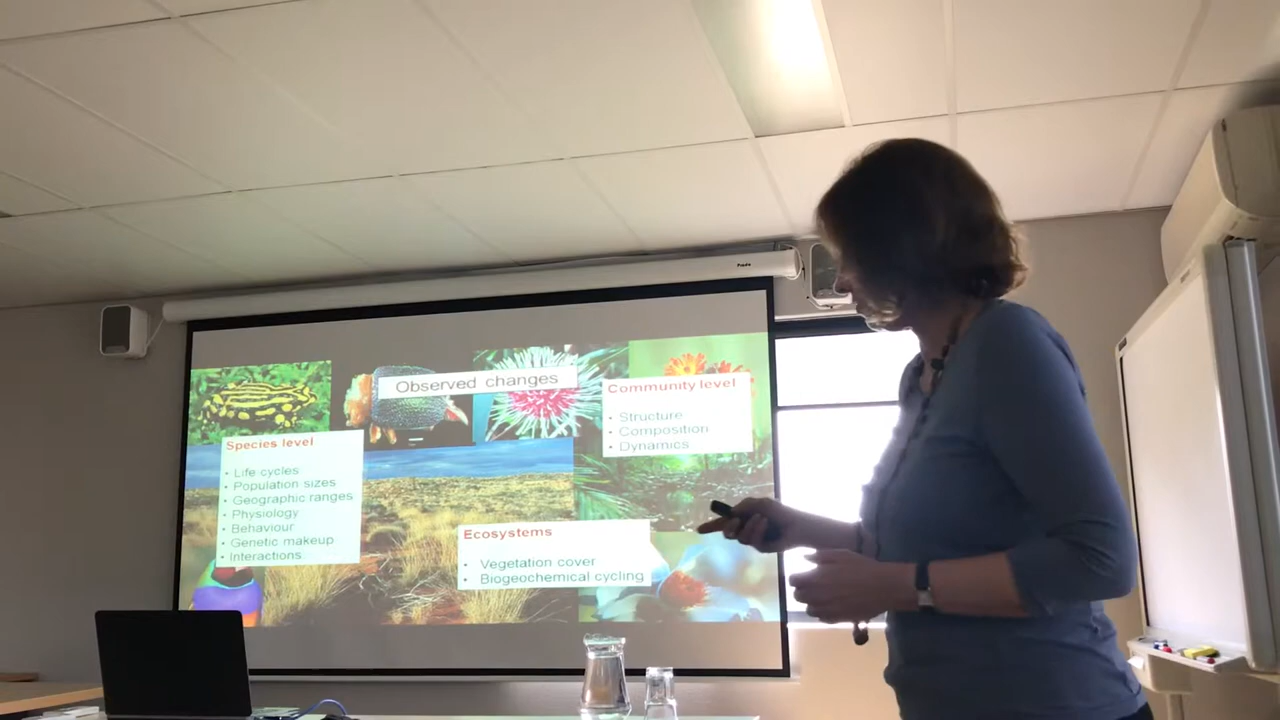 Observed changes
Species level
• Life cycles
• Population sizes
• Geographic ranges
• Physiology
• Behaviour
• Genetic makeup
• Interactions
Community level
• Structure
• Composition
• Dynamics
Ecosystems
• Vegetation cover
• Biogeochemical cycling